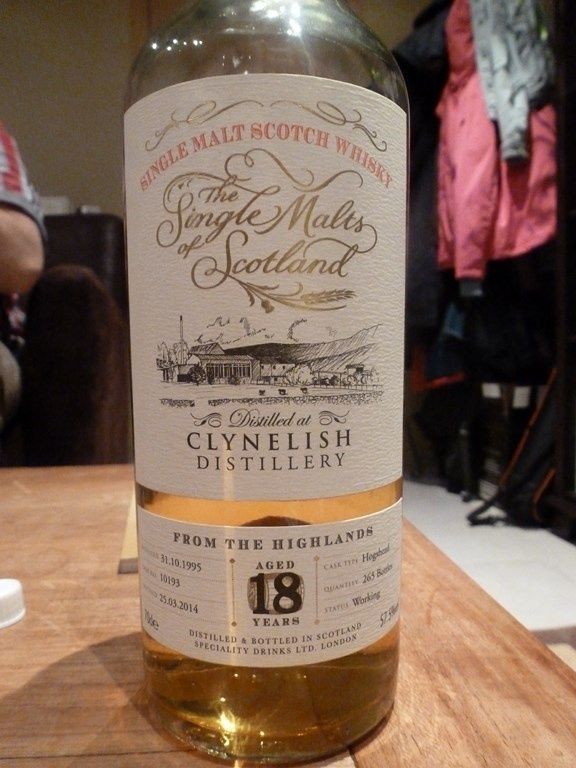 SINGLE MALT SCOTCH WHISKY
The
Single Malts
of Scotland
Distilled at
CLYNELISH
DISTILLERY
FROM THE HIGHLANDS
31.10.1995
10193
25.03.2014
70cl℮
AGED
18
YEARS
CASK TYPE Hogshead
QUANTITY 265 Bottles
STATUS Working
DISTILLED & BOTTLED IN SCOTLAND
SPECIALITY DRINKS LTD. LONDON